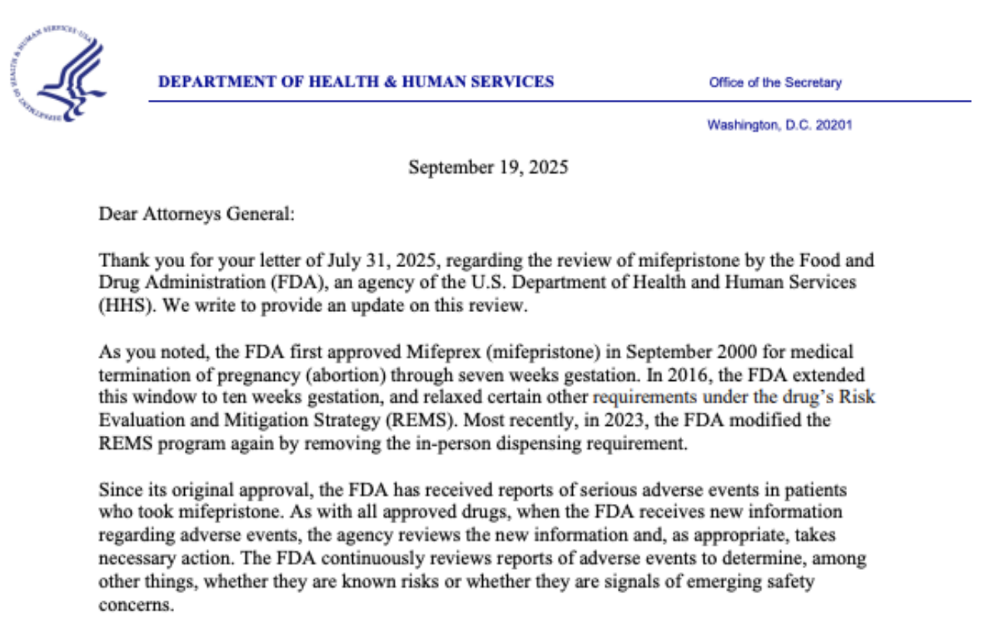 DEPARTMENT OF HEALTH & HUMAN SERVICES·USA
DEPARTMENT OF HEALTH & HUMAN SERVICES
Office of the Secretary
Washington, D.C. 20201
September 19, 2025
Dear Attorneys General:
Thank you for your letter of July 31, 2025, regarding the review of mifepristone by the Food and
Drug Administration (FDA), an agency of the U.S. Department of Health and Human Services
(HHS). We write to provide an update on this review.
As you noted, the FDA first approved Mifeprex (mifepristone) in September 2000 for medical
termination of pregnancy (abortion) through seven weeks gestation. In 2016, the FDA extended
this window to ten weeks gestation, and relaxed certain other requirements under the drug’s Risk
Evaluation and Mitigation Strategy (REMS). Most recently, in 2023, the FDA modified the
REMS program again by removing the in-person dispensing requirement.
Since its original approval, the FDA has received reports of serious adverse events in patients
who took mifepristone. As with all approved drugs, when the FDA receives new information
regarding adverse events, the agency reviews the new information and, as appropriate, takes
necessary action. The FDA continuously reviews reports of adverse events to determine, among
other things, whether they are known risks or whether they are signals of emerging safety
concerns.